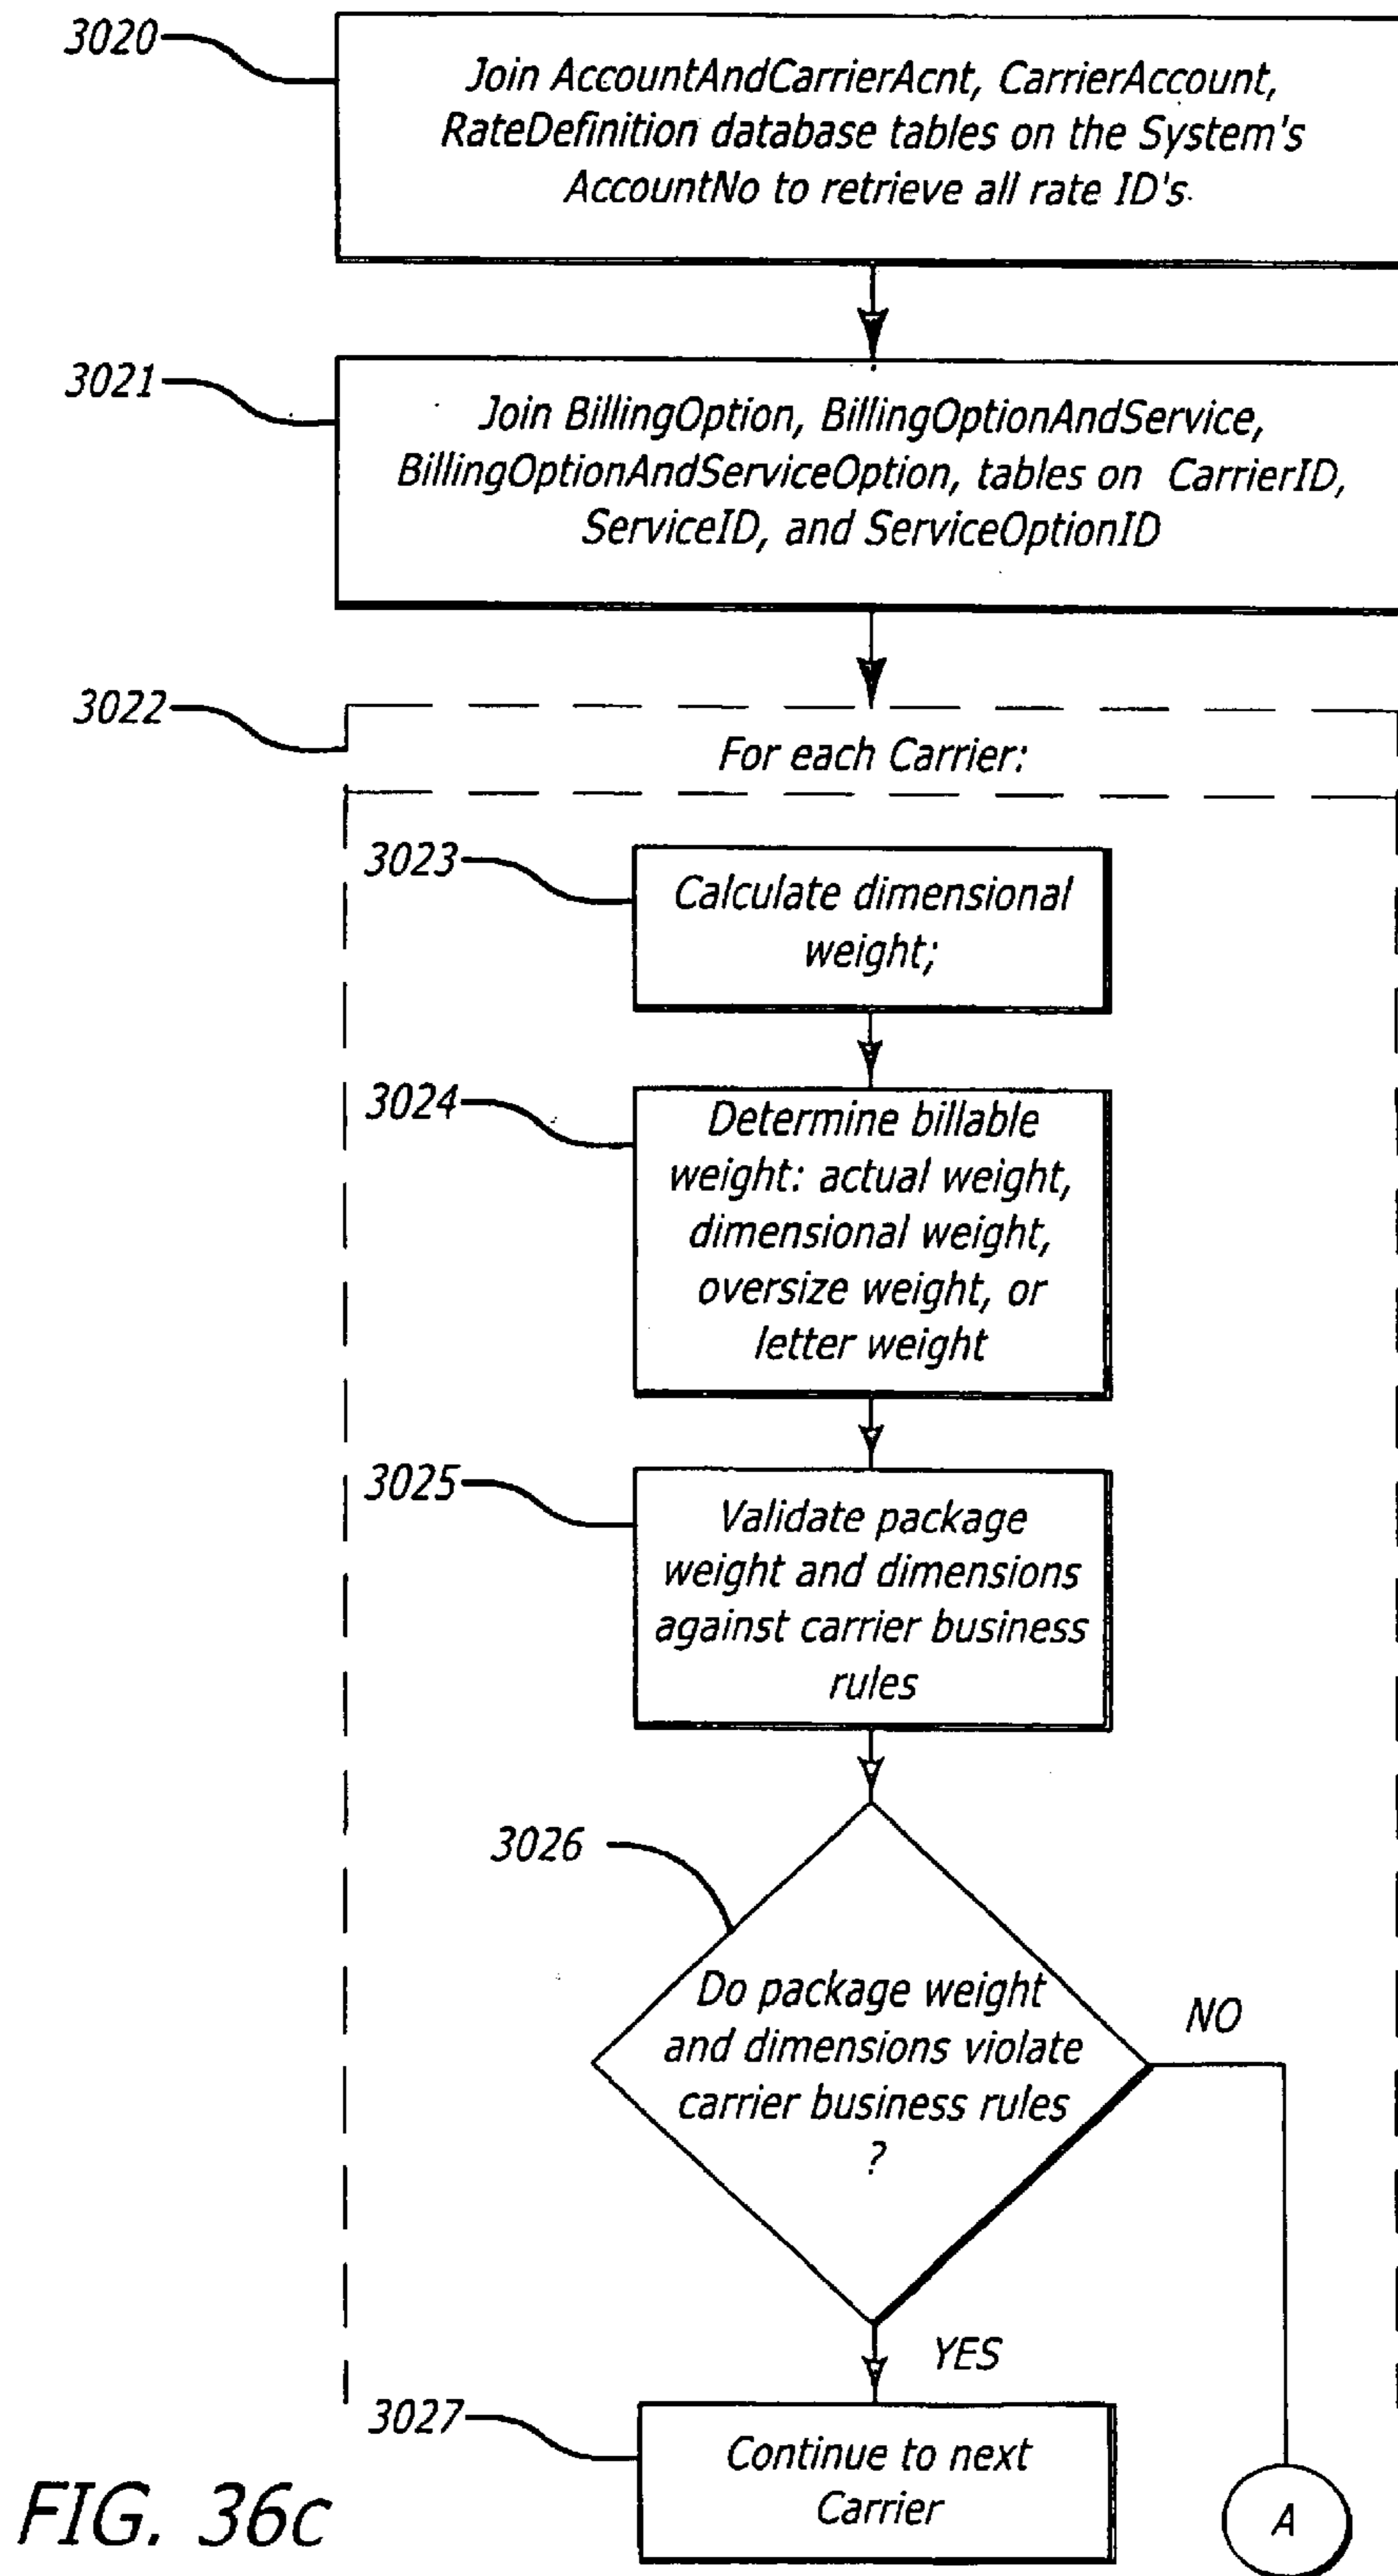 3020
Join AccountAndCarrierAcnt, CarrierAccount,
RateDefinition database tables on the System's
AccountNo to retrieve all rate ID's.
3021
Join BillingOption, BillingOptionAndService,
BillingOptionAndServiceOption, tables on CarrierID,
ServiceID, and ServiceOptionID
3022
For each Carrier:
3023
Calculate dimensional
weight;
3024
Determine billable
weight: actual weight,
dimensional weight,
oversize weight, or
letter weight
3025
Validate package
weight and dimensions
against carrier business
rules
3026
Do package weight
and dimensions violate
carrier business rules
?
NO
YES
3027
Continue to next
Carrier
A
FIG. 36c